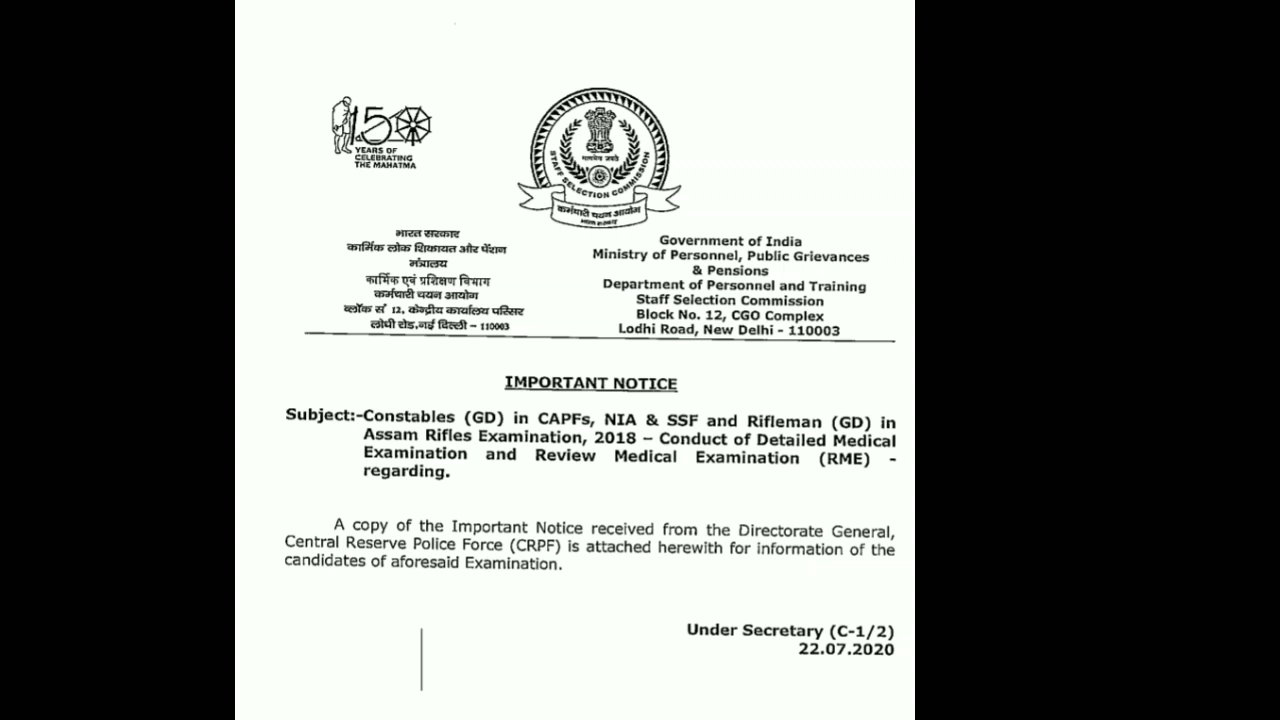 150
YEARS OF
CELEBRATING
THE MAHATMA
सत्यमेव जयते
STAFF SELECTION COMMISSION
कर्मचारी चयन आयोग
भारत सरकार
कार्मिक लोक शिकायत और पेंशन
मंत्रालय
कार्मिक एवं प्रशिक्षण विभाग
कर्मचारी चयन आयोग
ब्लॉक सं 12, केन्द्रीय कार्यालय परिसर
लोधी रोड,नई दिल्ली – 110003
Government of India
Ministry of Personnel, Public Grievances
& Pensions
Department of Personnel and Training
Staff Selection Commission
Block No. 12, CGO Complex
Lodhi Road, New Delhi - 110003
IMPORTANT NOTICE
Subject:-Constables (GD) in CAPFs, NIA & SSF and Rifleman (GD) in
Assam Rifles Examination, 2018 – Conduct of Detailed Medical
Examination and Review Medical Examination (RME) -
regarding.
A copy of the Important Notice received from the Directorate General,
Central Reserve Police Force (CRPF) is attached herewith for information of the
candidates of aforesaid Examination.
Under Secretary (C-1/2)
22.07.2020